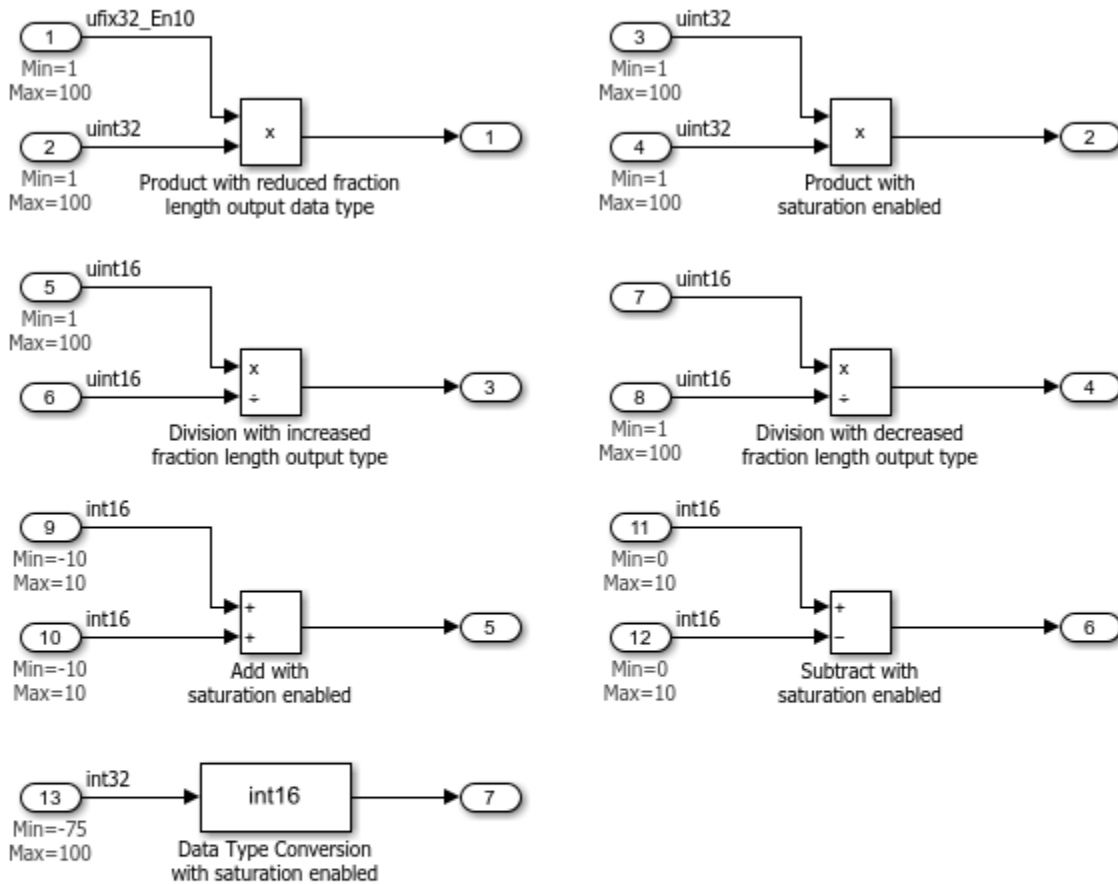 ufix32_En10
1
Min=1
Max=100
uint32
2
Min=1
Max=100
x
Product with reduced fraction
length output data type
1
uint32
3
Min=1
Max=100
uint32
4
Min=1
Max=100
x
Product with
saturation enabled
2
uint16
5
Min=1
Max=100
uint16
6
x
÷
Division with increased
fraction length output type
3
uint16
7
uint16
8
Min=1
Max=100
x
÷
Division with decreased
fraction length output type
4
int16
9
Min=-10
Max=10
int16
10
Min=-10
Max=10
+
+
Add with
saturation enabled
5
int16
11
Min=0
Max=10
int16
12
Min=0
Max=10
+
−
Subtract with
saturation enabled
6
int32
13
Min=-75
Max=100
int16
Data Type Conversion
with saturation enabled
7